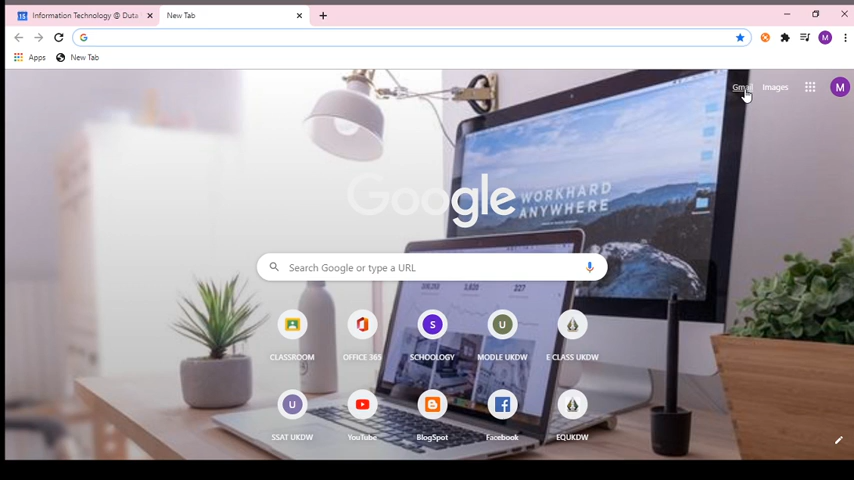 15 Information Technology @ Duta
New Tab
M
Apps
New Tab
Gmail
Images
M
WORKHARD
ANYWHERE
Google
Search Google or type a URL
CLASSROOM
OFFICE 365
S
SCHOOLOGY
U
MODLE UKDW
E CLASS UKDW
U
SSAT UKDW
YouTube
BlogSpot
Facebook
EQUKDW